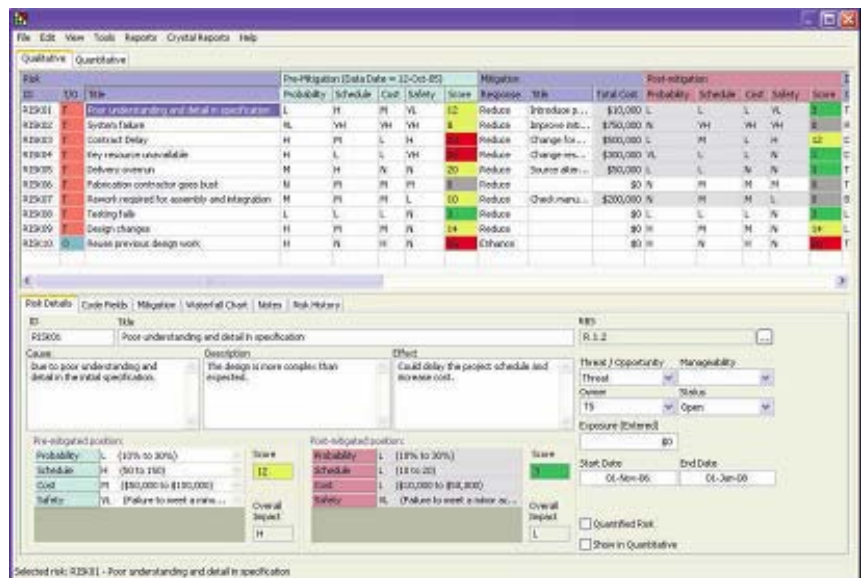 File Edit View Tools Reports Crystal Reports Help
Qualitative Quantitative
Risk Pre-Mitigation (Data Date = 12-Oct-05) Mitigation Post-mitigation
ID T/O Title Probability Schedule Cost Safety Score Response Title Total Cost Probability Schedule Cost Safety Score
RISK01 T Poor understanding and detail in specification L H M VL 12 Reduce Introduce p... $10,000 L L L VL 3 T
RISK02 T System failure VH VH VH Reduce Improve init... $750,000 N VH VH VH
RISK03 T Contract Delay H M L H Reduce Change for... $500,000 L M L H 12 C
RISK04 T Key resource unavailable H L L VH Reduce Change res... $300,000 VL L L VH C
RISK05 T Delivery overrun M H N N 20 Reduce Source alter... $50,000 L L N N T
RISK06 T Fabrication contractor goes bust N M M M Reduce $0 N M M M T
RISK07 T Rework required for assembly and integration M M L 10 Reduce Check manu... $200,000 N M M L
RISK08 T Testing fails L L L N 3 Reduce $0 L L L N 3 L
RISK09 T Design changes H M M N 14 Reduce $0 H M M N 14 L
RISK10 O Reuse previous design work H N H N Enhance $0 H N H N T
Risk Details Code Fields Mitigation Waterfall Chart Notes Risk History
ID Title RBS
Poor understanding and detail in specification R.1.2 ...
Cause Description Effect
Due to poor understanding and The design is more complex than Could delay the project schedule and
detail in the initial specification. expected. increase cost.
Threat / Opportunity Manageability
Threat
Owner Status
TS Open
Exposure (Entered)
$0
Start Date End Date
01-Nov-06 01-Jan-08
Quantified Risk
Show in Quantitative
Pre-mitigated position: Post-mitigated position:
Probability L (10% to 30%) Score Probability L (10% to 30%) Score
Schedule H (50 to 150) 12 Schedule L (10 to 20) 3
Cost M ($50,000 to $100,000) Cost L ($10,000 to $50,000)
Safety VL (Failure to meet a mino... Safety VL (Failure to meet a minor ac...
Overall Impact Overall Impact
H L
Selected risk: RISK01 - Poor understanding and detail in specification